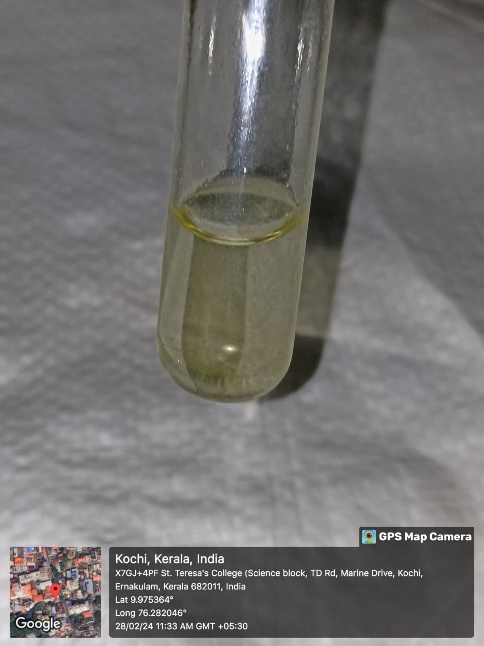 GPS Map Camera
Kochi, Kerala, India
X7GJ+4PF St. Teresa's College (Science block, TD Rd, Marine Drive, Kochi,
Ernakulam, Kerala 682011, India
Lat 9.975364°
Long 76.282046°
28/02/24 11:33 AM GMT +05:30
Google